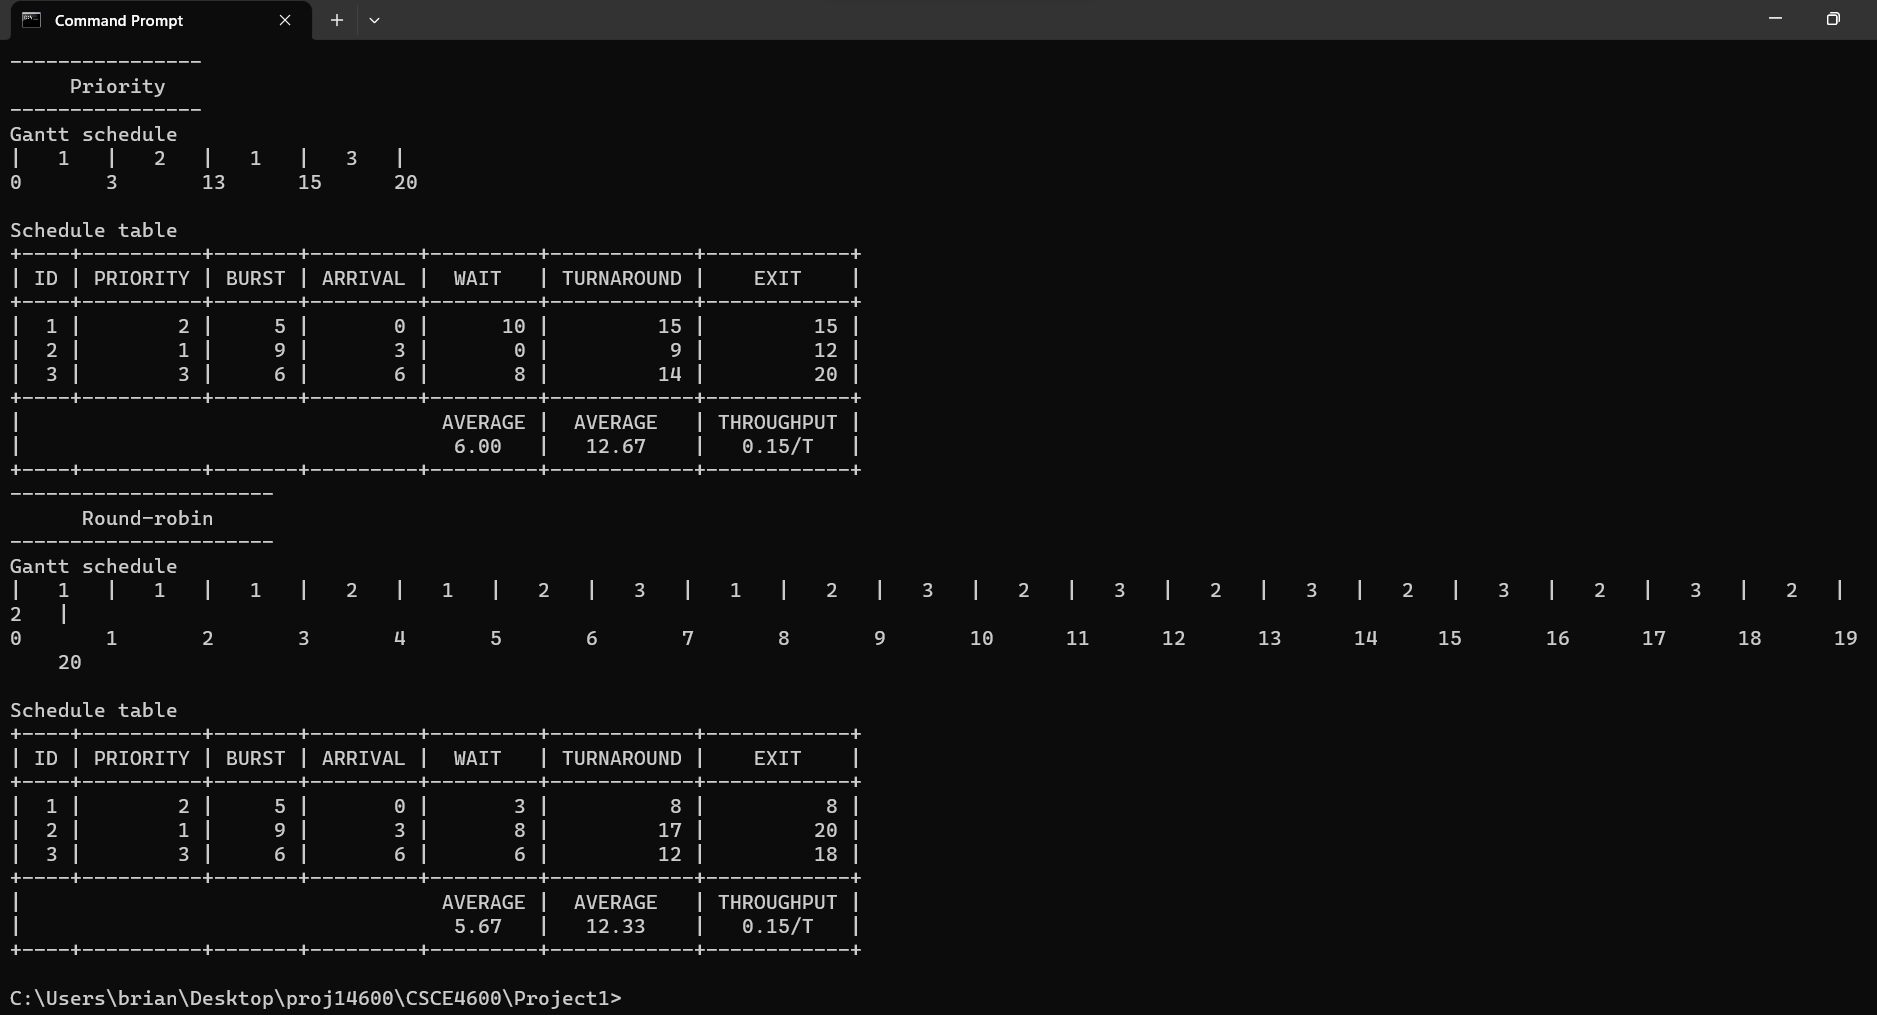 Command Prompt
----------------
     Priority
----------------
Gantt schedule
|   1   |   2   |   1   |   3   |
0       3       13      15      20

Schedule table
+----+----------+-------+---------+---------+------------+------------+
| ID | PRIORITY | BURST | ARRIVAL |  WAIT   | TURNAROUND |    EXIT    |
+----+----------+-------+---------+---------+------------+------------+
|  1 |        2 |     5 |       0 |      10 |         15 |         15 |
|  2 |        1 |     9 |       3 |       0 |          9 |         12 |
|  3 |        3 |     6 |       6 |       8 |         14 |         20 |
+----+----------+-------+---------+---------+------------+------------+
|                                   AVERAGE |  AVERAGE   | THROUGHPUT |
|                                    6.00   |   12.67    |   0.15/T   |
+----+----------+-------+---------+---------+------------+------------+
----------------------
      Round-robin
----------------------
Gantt schedule
|   1   |   1   |   1   |   2   |   1   |   2   |   3   |   1   |   2   |   3   |   2   |   3   |   2   |   3   |   2   |   3   |   2   |   3   |   2   |
2   |
0       1       2       3       4       5       6       7       8       9       10      11      12      13      14     15       16      17      18      19
    20

Schedule table
+----+----------+-------+---------+---------+------------+------------+
| ID | PRIORITY | BURST | ARRIVAL |  WAIT   | TURNAROUND |    EXIT    |
+----+----------+-------+---------+---------+------------+------------+
|  1 |        2 |     5 |       0 |       3 |          8 |          8 |
|  2 |        1 |     9 |       3 |       8 |         17 |         20 |
|  3 |        3 |     6 |       6 |       6 |         12 |         18 |
+----+----------+-------+---------+---------+------------+------------+
|                                   AVERAGE |  AVERAGE   | THROUGHPUT |
|                                    5.67   |   12.33    |   0.15/T   |
+----+----------+-------+---------+---------+------------+------------+

C:\Users\brian\Desktop\proj14600\CSCE4600\Project1>